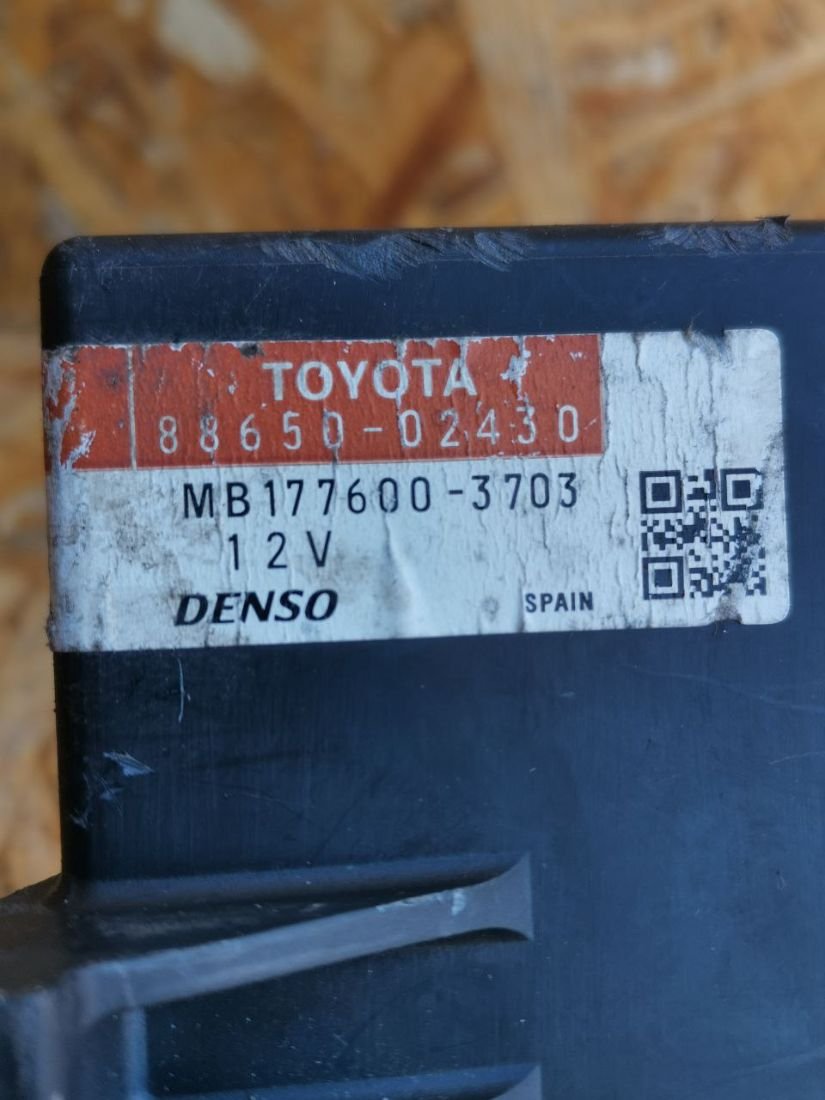 TOYOTA
88650-02430
MB177600-3703
12V
DENSO
SPAIN